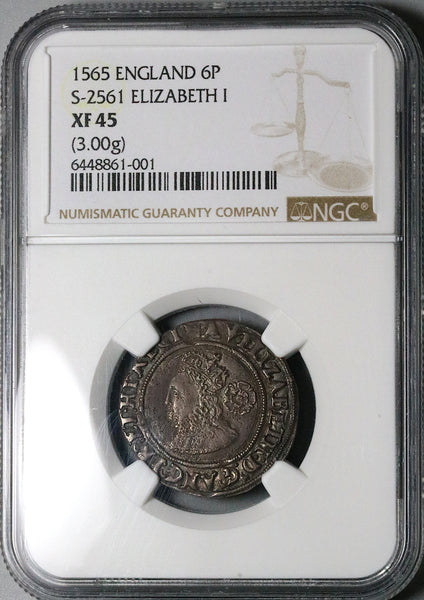 1565 ENGLAND 6P
S-2561 ELIZABETH I
XF 45
(3.00g)
6448861-001
NUMISMATIC GUARANTY COMPANY
NGC®